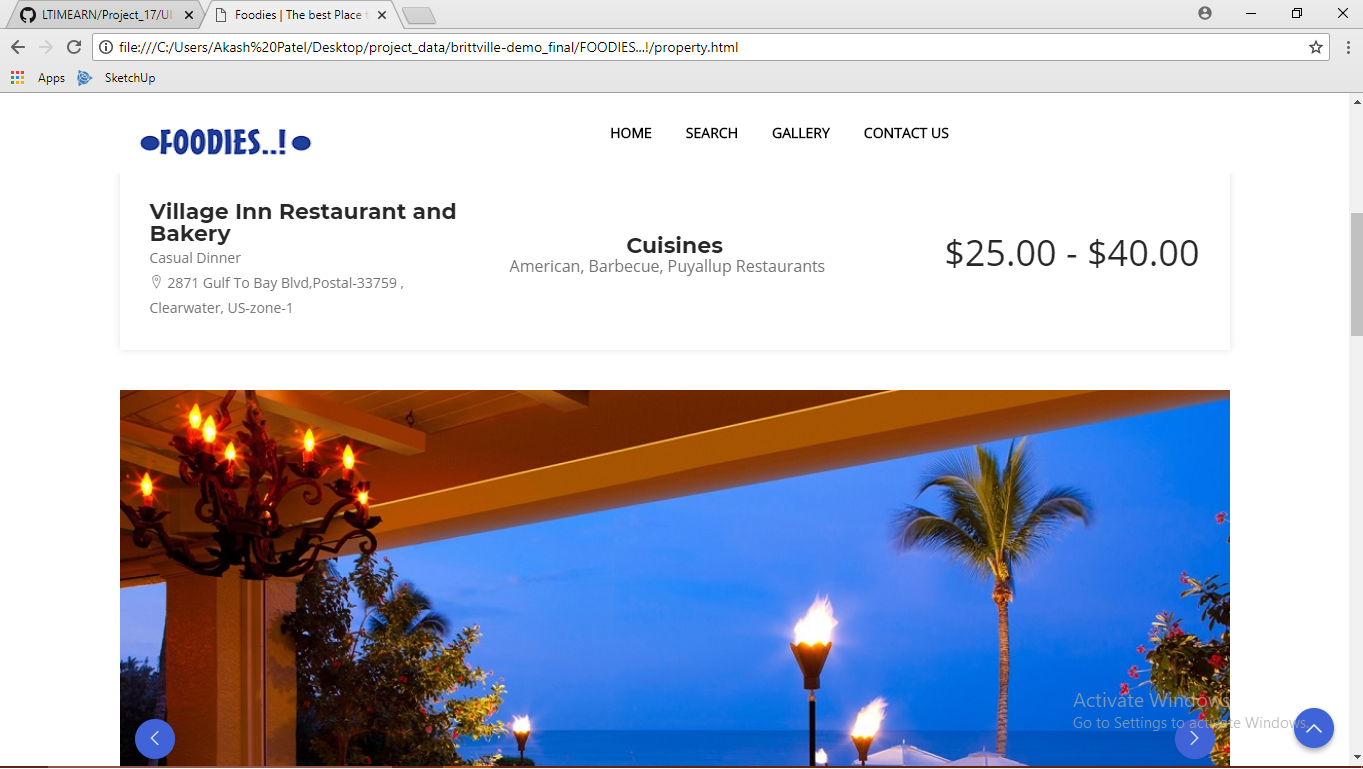 LTIMEARN/Project_17/UI
Foodies | The best Place
file:///C:/Users/Akash%20Patel/Desktop/project_data/brittville-demo_final/FOODIES...!/property.html
Apps
SketchUp
FOODIES..!
HOME
SEARCH
GALLERY
CONTACT US
Village Inn Restaurant and
Bakery
Casual Dinner
2871 Gulf To Bay Blvd,Postal-33759 ,
Clearwater, US-zone-1
Cuisines
American, Barbecue, Puyallup Restaurants
$25.00 - $40.00
Activate Windows
Go to Settings to activate Windows.